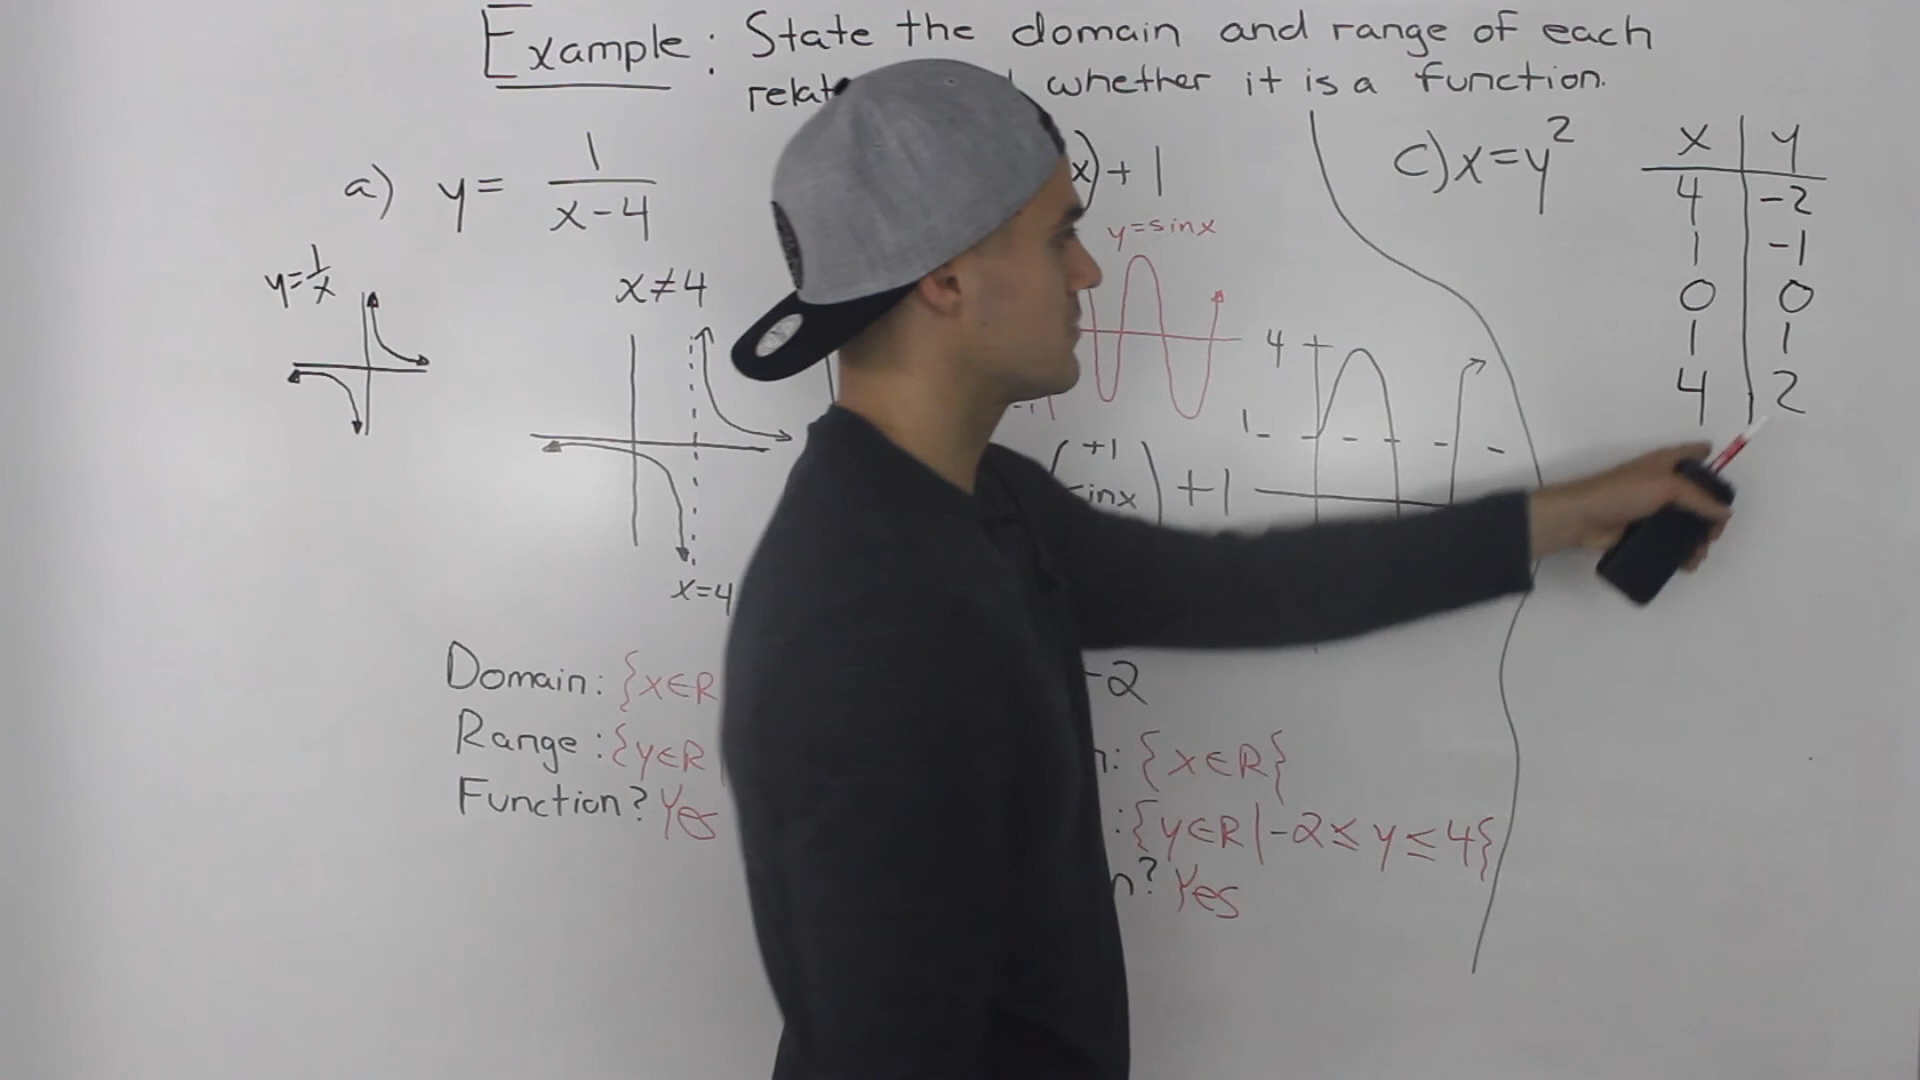 Example: State the domain and range of each
whether it is a function.
a) y = 1/(x-4)
x)+1
c) x=y²
y=1/x
x≠4
x=4
y=sinx
4
1
-1
+1
sinx +1
-2
x | y
4 | -2
1 | -1
0 | 0
1 | 1
4 | 2
Domain: {x∈R
Range: {y∈R
Function? Yes
n: {x∈R}
: {y∈R|-2≤y≤4}
n? Yes